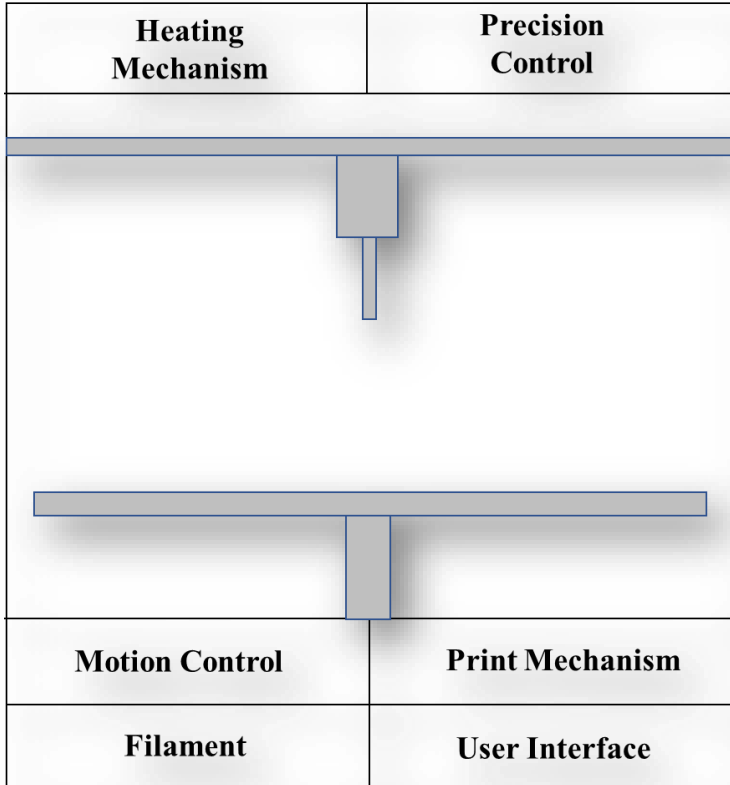 Heating
Mechanism
Precision
Control
Motion Control
Print Mechanism
Filament
User Interface